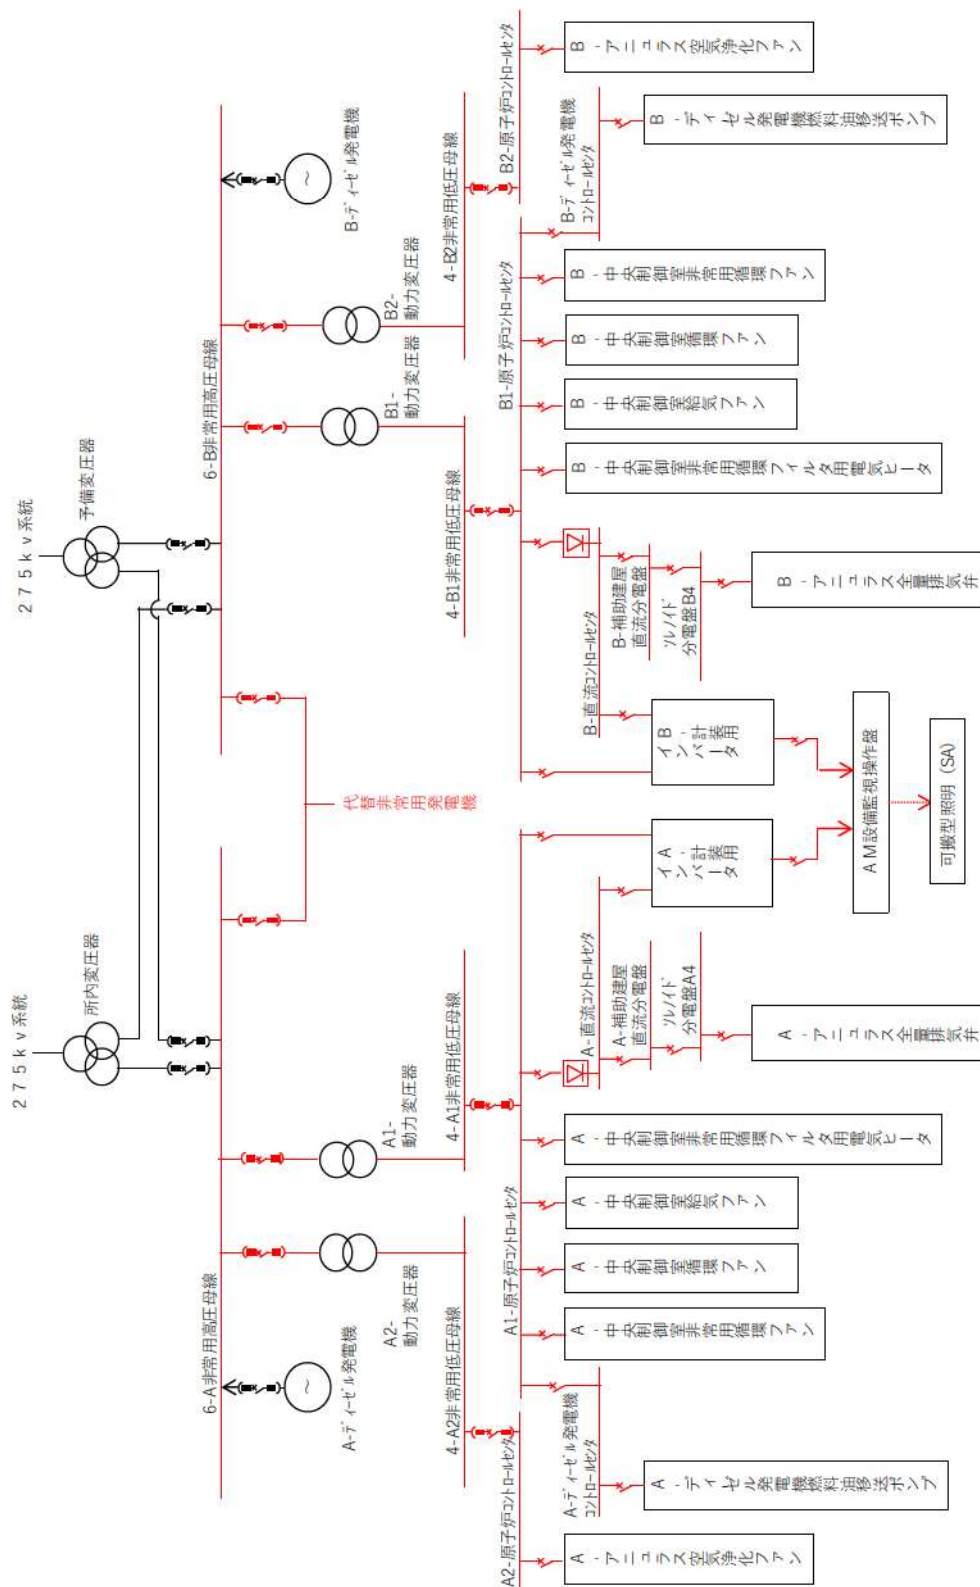 275kv系統
所内変圧器
275kv系統
予備変圧器
6-A非常用高圧母線
6-B非常用高圧母線
A-ディーゼル発電機
B-ディーゼル発電機
代替非常用発電機
A2-
動力変圧器
A1-
動力変圧器
B1-
動力変圧器
B2-
動力変圧器
4-A2非常用低圧母線
4-A1非常用低圧母線
4-B1非常用低圧母線
4-B2非常用低圧母線
A2-原子炉コントロールセンタ
A1-原子炉コントロールセンタ
B1-原子炉コントロールセンタ
B2-原子炉コントロールセンタ
A-ディーゼル発電機
コントロールセンタ
A-直流コントロールセンタ
A-補助建屋
直流分電盤
ソレノイド
分電盤A4
B-直流コントロールセンタ
B-補助建屋
直流分電盤
ソレノイド
分電盤B4
B-ディーゼル発電機
コントロールセンタ
A-アニュラス空気浄化ファン
A-ディーゼル発電機燃料油移送ポンプ
A-中央制御室非常用循環ファン
A-中央制御室循環ファン
A-中央制御室給気ファン
A-中央制御室非常用循環フィルタ用電気ヒータ
A-アニュラス全量排気弁
A-計装用インバータ
B-計装用インバータ
B-アニュラス全量排気弁
B-中央制御室非常用循環フィルタ用電気ヒータ
B-中央制御室給気ファン
B-中央制御室循環ファン
B-中央制御室非常用循環ファン
B-ディーゼル発電機燃料油移送ポンプ
B-アニュラス空気浄化ファン
AM設備監視操作盤
可搬型照明（SA）